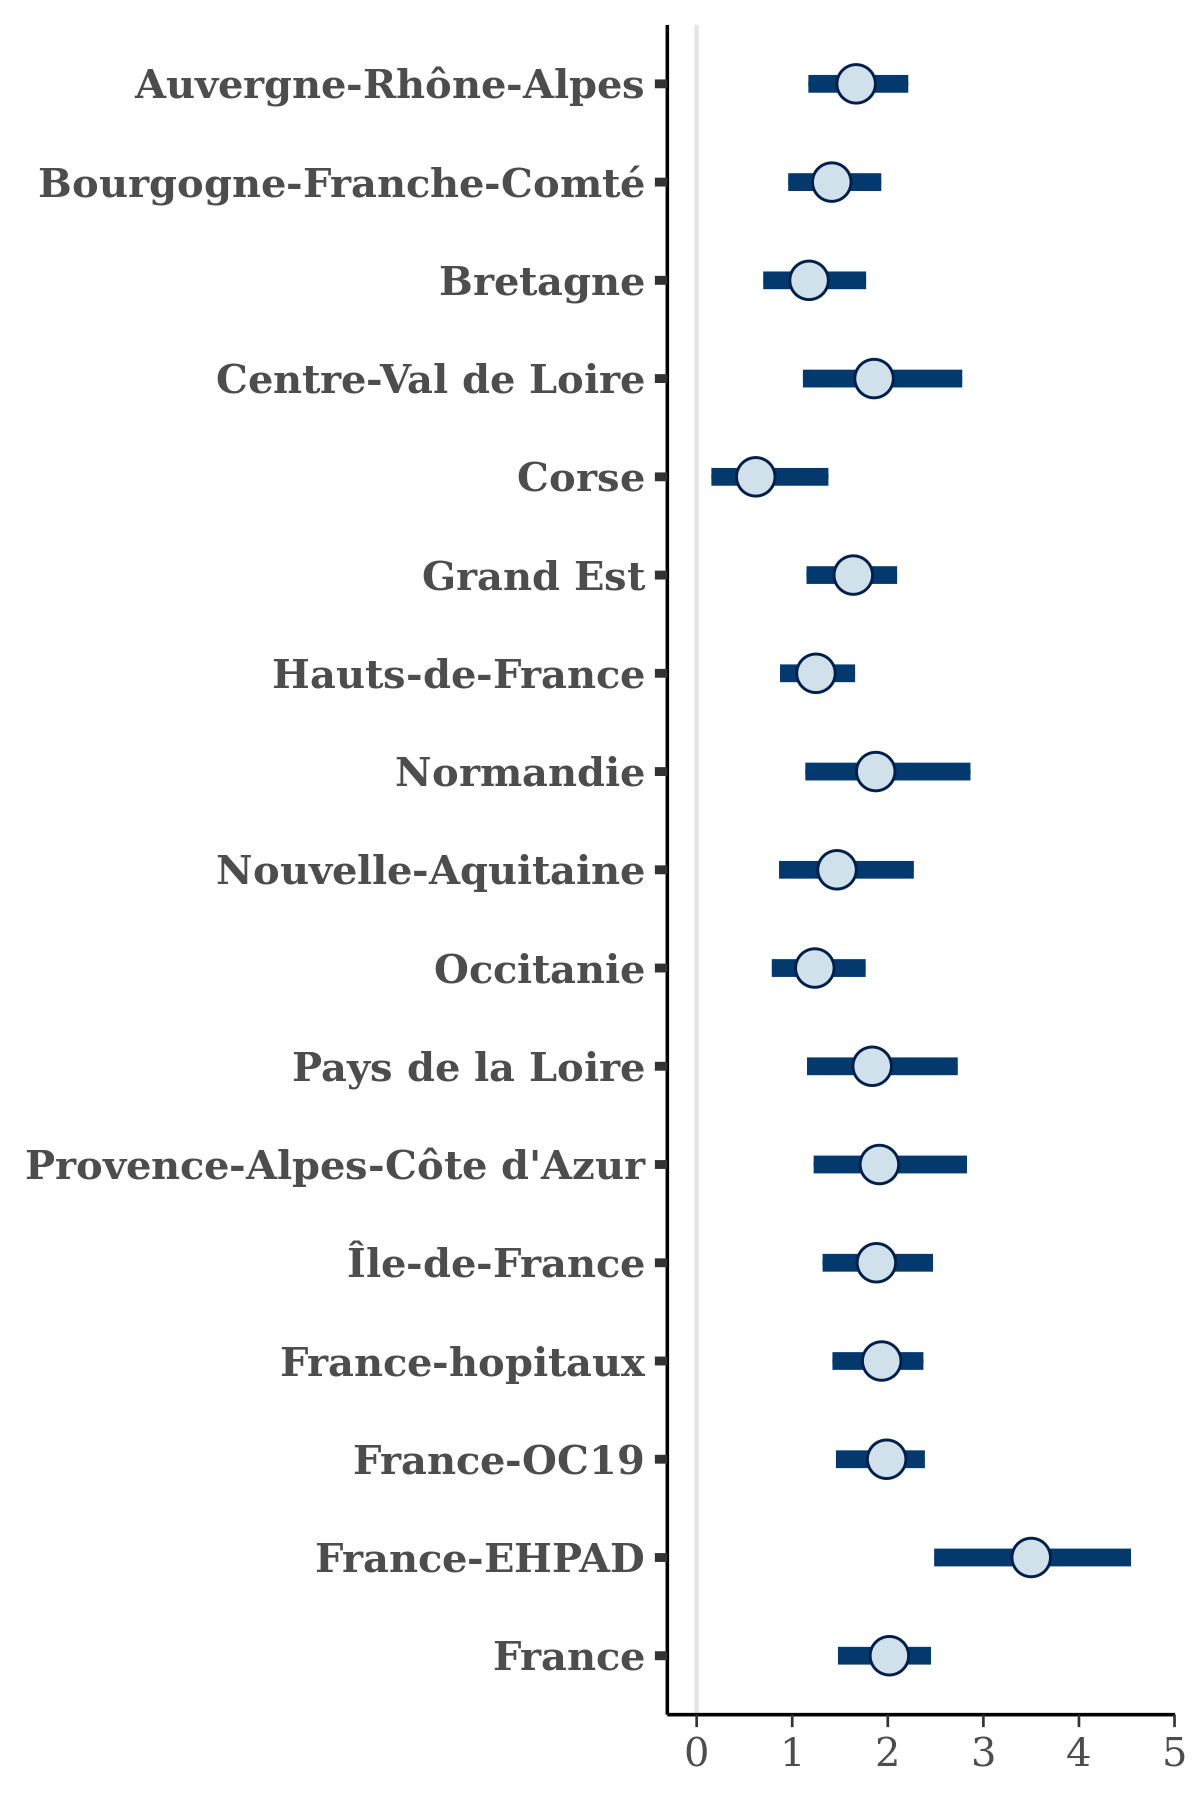 Auvergne-Rhône-Alpes
Bourgogne-Franche-Comté
Bretagne
Centre-Val de Loire
Corse
Grand Est
Hauts-de-France
Normandie
Nouvelle-Aquitaine
Occitanie
Pays de la Loire
Provence-Alpes-Côte d'Azur
Île-de-France
France-hopitaux
France-OC19
France-EHPAD
France
0 1 2 3 4 5